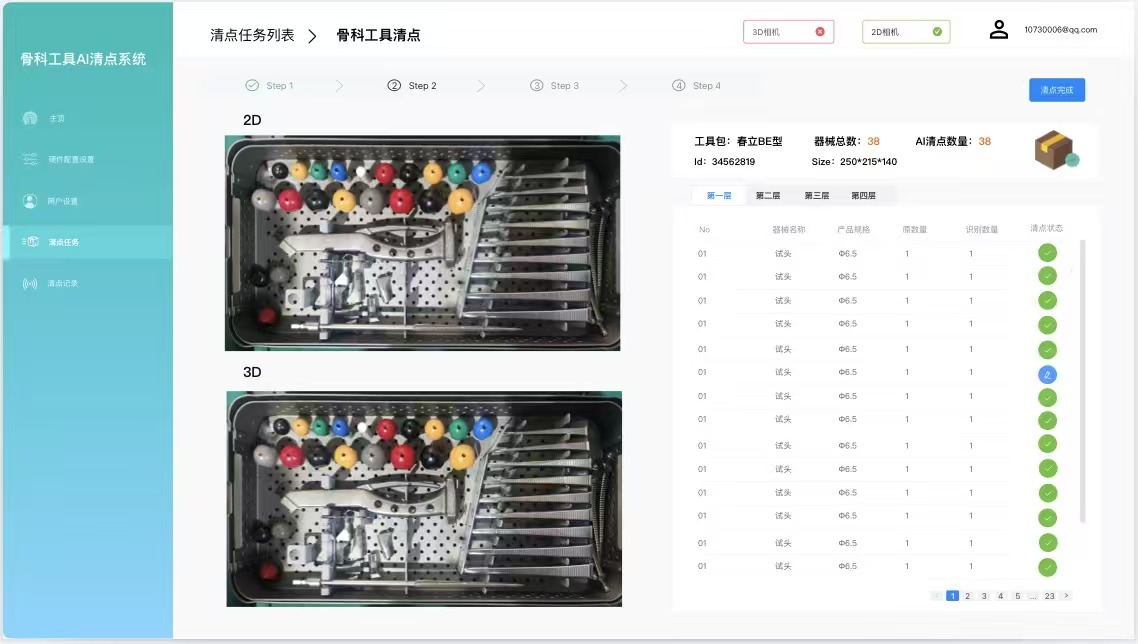 清点任务列表 > 骨科工具清点
3D相机
2D相机
10730006@qq.com
骨科工具AI清点系统
主页
硬件配置设置
用户设置
清点任务
清点记录
Step 1
2 Step 2
3 Step 3
4 Step 4
清点完成
2D
3D
工具包：春立BE型 器械总数：38 AI清点数量：38
Id：34562819 Size：250*215*140
第一层 第二层 第三层 第四层
No 器械名称 产品规格 原数量 识别数量 清点状态
01 试头 Φ6.5 1 1
01 试头 Φ6.5 1 1
01 试头 Φ6.5 1 1
01 试头 Φ6.5 1 1
01 试头 Φ6.5 1 1
01 试头 Φ6.5 1 1
01 试头 Φ6.5 1 1
01 试头 Φ6.5 1 1
01 试头 Φ6.5 1 1
01 试头 Φ6.5 1 1
01 试头 Φ6.5 1 1
01 试头 Φ6.5 1 1
01 试头 Φ6.5 1 1
01 试头 Φ6.5 1 1
< 1 2 3 4 5 ... 23 >